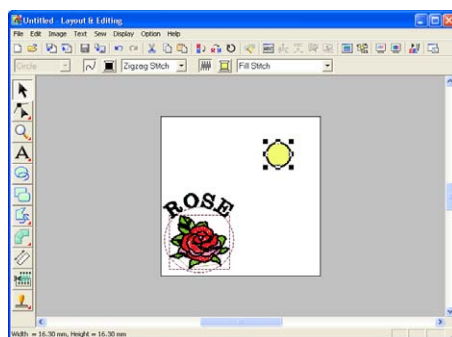 Untitled - Layout & Editing
File Edit Image Text Sew Display Option Help
Circle Zigzag Stitch Fill Stitch
A
ROSE
Width = 16.30 mm, Height = 16.30 mm